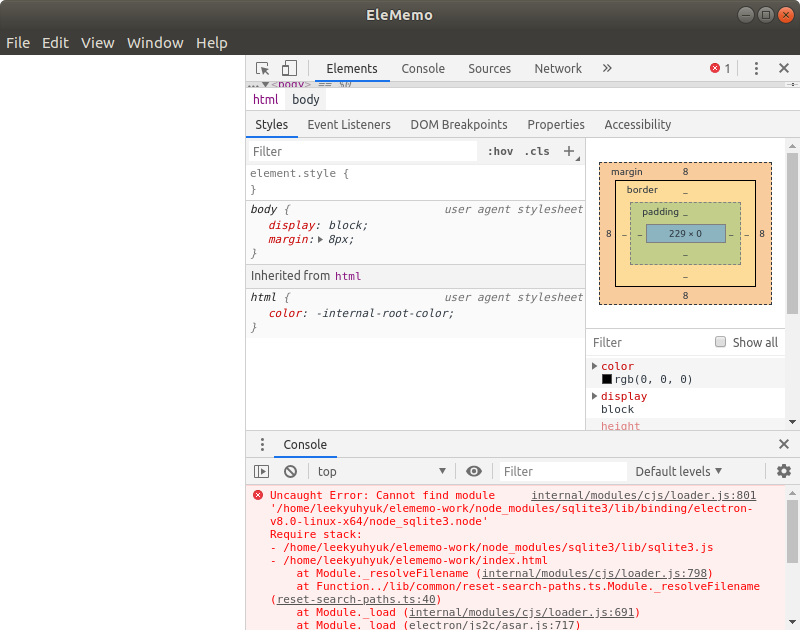 EleMemo
File Edit View Window Help
Elements Console Sources Network » 1
<body> == $0
html body
Styles Event Listeners DOM Breakpoints Properties Accessibility
Filter :hov .cls +
element.style {
}
body { user agent stylesheet
display: block;
margin: 8px;
}
Inherited from html
html { user agent stylesheet
color: -internal-root-color;
}
margin 8
border –
padding –
8 – – 229 × 0 – – 8
–
–
8
Filter Show all
color
rgb(0, 0, 0)
display
block
height
Console
top Filter Default levels
Uncaught Error: Cannot find module internal/modules/cjs/loader.js:801
'/home/leekyuhyuk/elememo-work/node_modules/sqlite3/lib/binding/electron-
v8.0-linux-x64/node_sqlite3.node'
Require stack:
- /home/leekyuhyuk/elememo-work/node_modules/sqlite3/lib/sqlite3.js
- /home/leekyuhyuk/elememo-work/index.html
at Module._resolveFilename (internal/modules/cjs/loader.js:798)
at Function../lib/common/reset-search-paths.ts.Module._resolveFilename
(reset-search-paths.ts:40)
at Module._load (internal/modules/cjs/loader.js:691)
at Module._load (electron/js2c/asar.js:717)